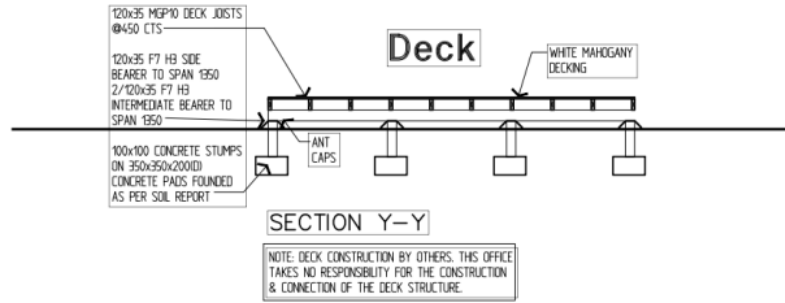 120x35 MGP10 DECK JOISTS
@450 CTS
120x35 F7 H3 SIDE
BEARER TO SPAN 1350
2/120x35 F7 H3
INTERMEDIATE BEARER TO
SPAN 1350
100x100 CONCRETE STUMPS
ON 350x350x200(D)
CONCRETE PADS FOUNDED
AS PER SOIL REPORT
Deck
WHITE MAHOGANY
DECKING
ANT
CAPS
SECTION Y-Y
NOTE: DECK CONSTRUCTION BY OTHERS. THIS OFFICE
TAKES NO RESPONSIBILITY FOR THE CONSTRUCTION
& CONNECTION OF THE DECK STRUCTURE.